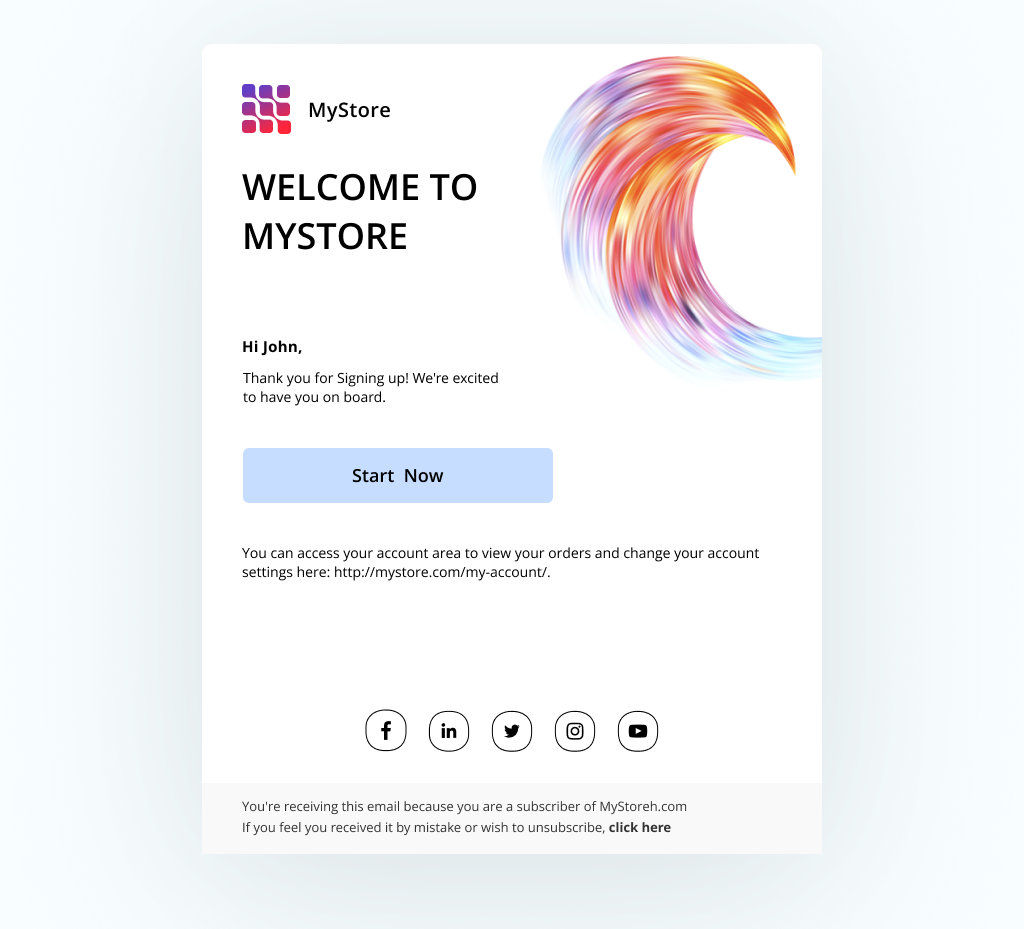 MyStore
WELCOME TO
MYSTORE
Hi John,
Thank you for Signing up! We're excited
to have you on board.
Start Now
You can access your account area to view your orders and change your account
settings here: http://mystore.com/my-account/.
You're receiving this email because you are a subscriber of MyStoreh.com
If you feel you received it by mistake or wish to unsubscribe, click here